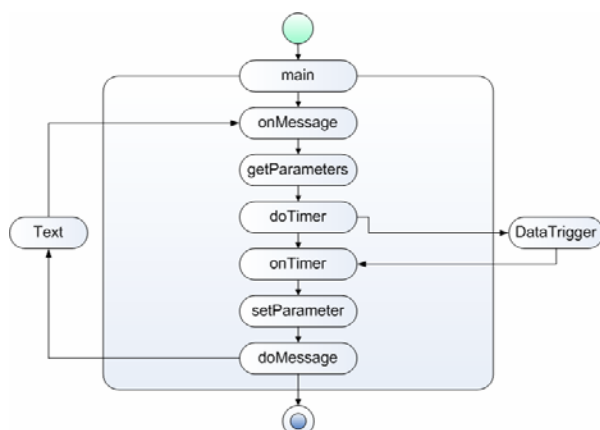 main
onMessage
getParameters
doTimer
Text
DataTrigger
onTimer
setParameter
doMessage